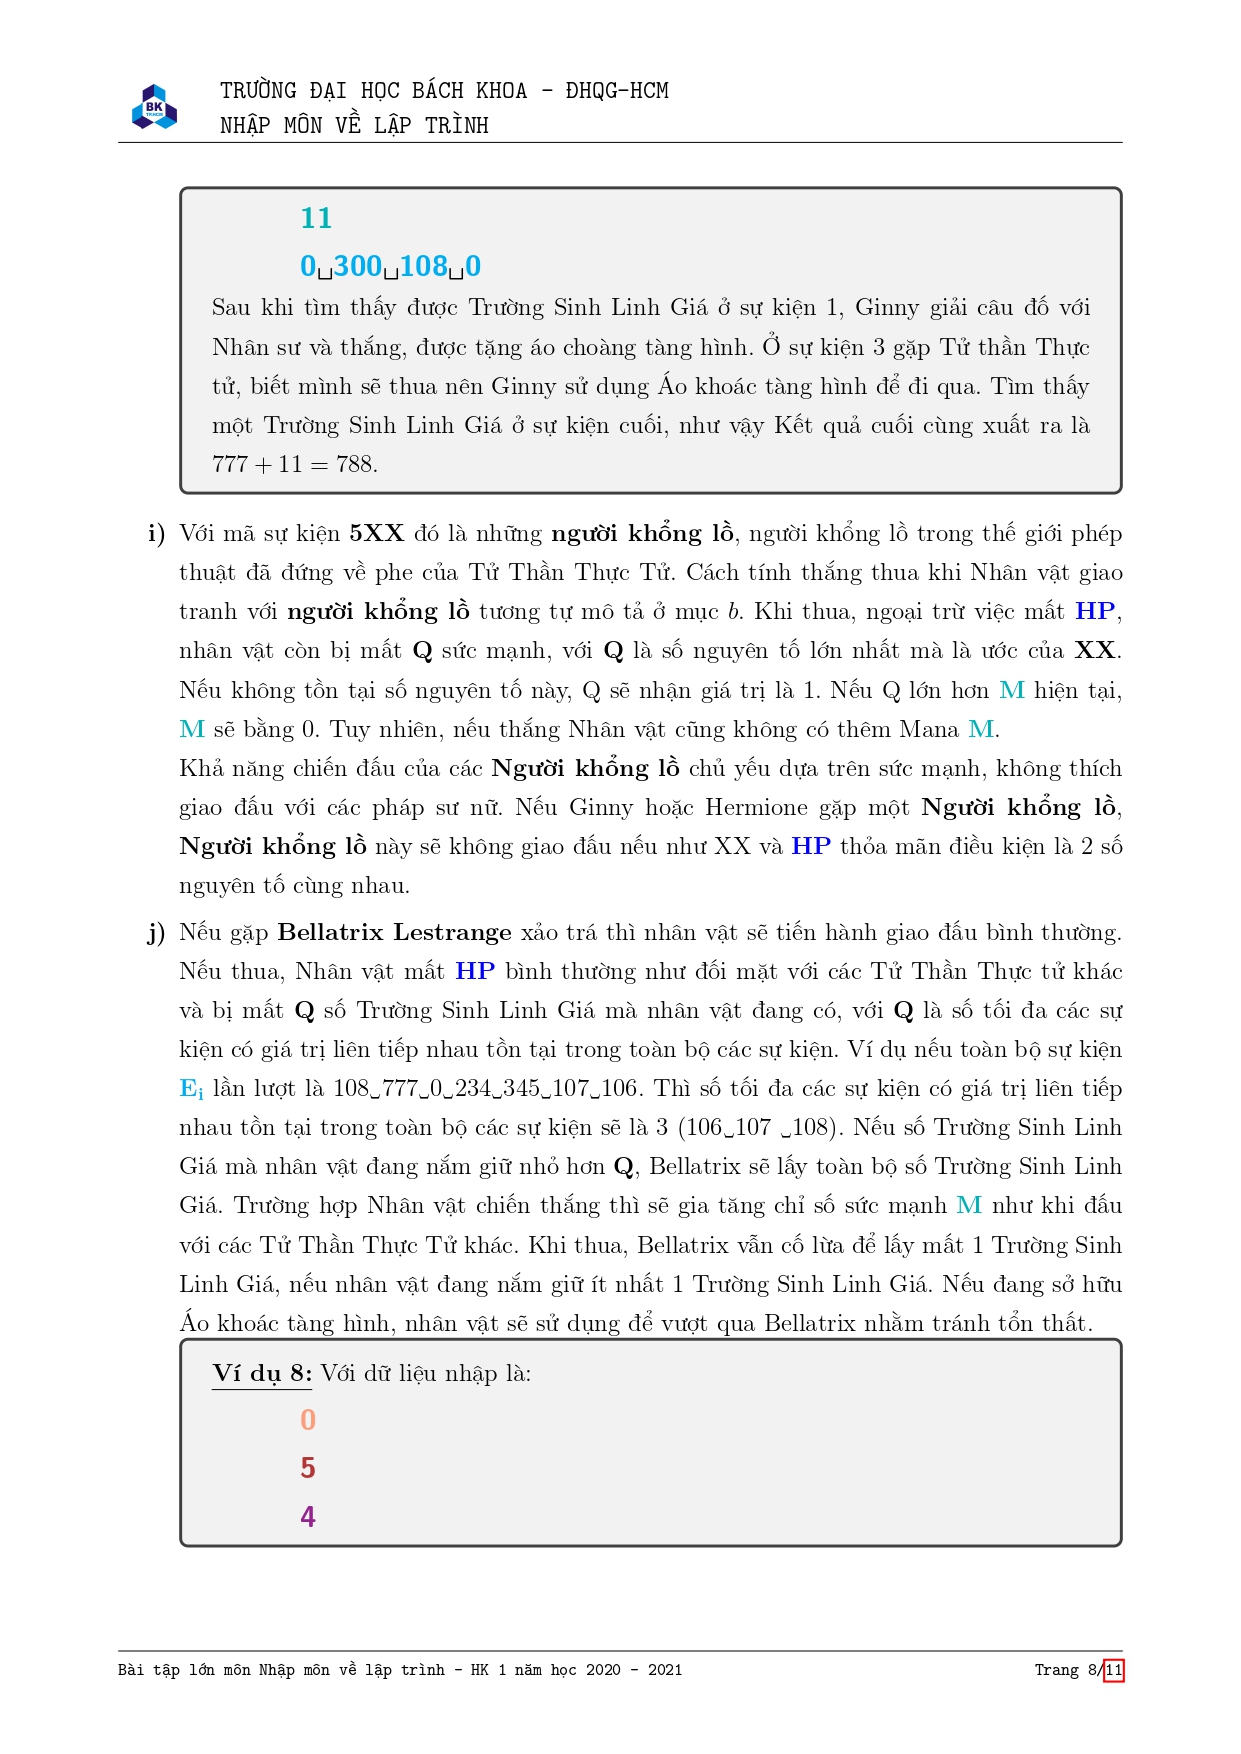 BK
TP.HCM
TRƯỜNG ĐẠI HỌC BÁCH KHOA - ĐHQG-HCM
NHẬP MÔN VỀ LẬP TRÌNH
11
0␣300␣108␣0
Sau khi tìm thấy được Trường Sinh Linh Giá ở sự kiện 1, Ginny giải câu đố với
Nhân sư và thắng, được tặng áo choàng tàng hình. Ở sự kiện 3 gặp Tử thần Thực
tử, biết mình sẽ thua nên Ginny sử dụng Áo khoác tàng hình để đi qua. Tìm thấy
một Trường Sinh Linh Giá ở sự kiện cuối, như vậy Kết quả cuối cùng xuất ra là
777 + 11 = 788.
i) Với mã sự kiện 5XX đó là những người khổng lồ, người khổng lồ trong thế giới phép
thuật đã đứng về phe của Tử Thần Thực Tử. Cách tính thắng thua khi Nhân vật giao
tranh với người khổng lồ tương tự mô tả ở mục b. Khi thua, ngoại trừ việc mất HP,
nhân vật còn bị mất Q sức mạnh, với Q là số nguyên tố lớn nhất mà là ước của XX.
Nếu không tồn tại số nguyên tố này, Q sẽ nhận giá trị là 1. Nếu Q lớn hơn M hiện tại,
M sẽ bằng 0. Tuy nhiên, nếu thắng Nhân vật cũng không có thêm Mana M.
Khả năng chiến đấu của các Người khổng lồ chủ yếu dựa trên sức mạnh, không thích
giao đấu với các pháp sư nữ. Nếu Ginny hoặc Hermione gặp một Người khổng lồ,
Người khổng lồ này sẽ không giao đấu nếu như XX và HP thỏa mãn điều kiện là 2 số
nguyên tố cùng nhau.
j) Nếu gặp Bellatrix Lestrange xảo trá thì nhân vật sẽ tiến hành giao đấu bình thường.
Nếu thua, Nhân vật mất HP bình thường như đối mặt với các Tử Thần Thực tử khác
và bị mất Q số Trường Sinh Linh Giá mà nhân vật đang có, với Q là số tối đa các sự
kiện có giá trị liên tiếp nhau tồn tại trong toàn bộ các sự kiện. Ví dụ nếu toàn bộ sự kiện
Ei lần lượt là 108␣777␣0␣234␣345␣107␣106. Thì số tối đa các sự kiện có giá trị liên tiếp
nhau tồn tại trong toàn bộ các sự kiện sẽ là 3 (106␣107 ␣108). Nếu số Trường Sinh Linh
Giá mà nhân vật đang nắm giữ nhỏ hơn Q, Bellatrix sẽ lấy toàn bộ số Trường Sinh Linh
Giá. Trường hợp Nhân vật chiến thắng thì sẽ gia tăng chỉ số sức mạnh M như khi đấu
với các Tử Thần Thực Tử khác. Khi thua, Bellatrix vẫn cố lừa để lấy mất 1 Trường Sinh
Linh Giá, nếu nhân vật đang nắm giữ ít nhất 1 Trường Sinh Linh Giá. Nếu đang sở hữu
Áo khoác tàng hình, nhân vật sẽ sử dụng để vượt qua Bellatrix nhằm tránh tổn thất.
Ví dụ 8: Với dữ liệu nhập là:
0
5
4
Bài tập lớn môn Nhập môn về lập trình - HK 1 năm học 2020 - 2021 Trang 8/11